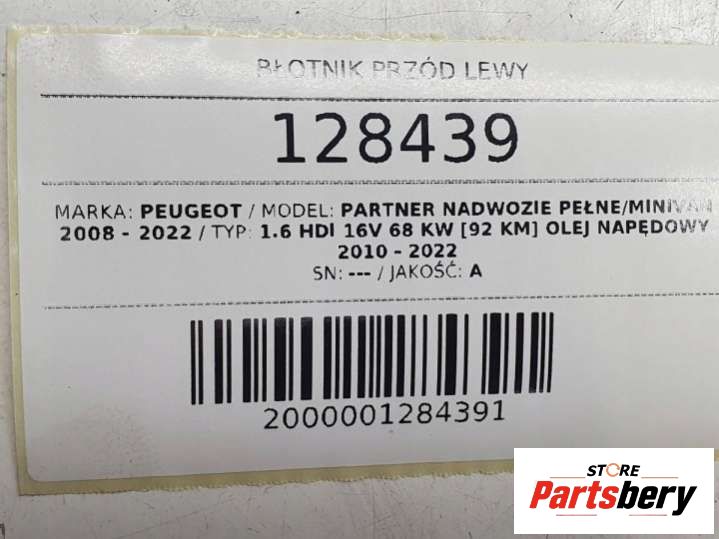 BŁOTNIK PRZÓD LEWY
128439
MARKA: PEUGEOT / MODEL: PARTNER NADWOZIE PEŁNE/MINIVAN
2008 - 2022 / TYP: 1.6 HDI 16V 68 KW [92 KM] OLEJ NAPĘDOWY
2010 - 2022
SN: --- / JAKOŚĆ: A
2000001284391
STORE
Partsbery